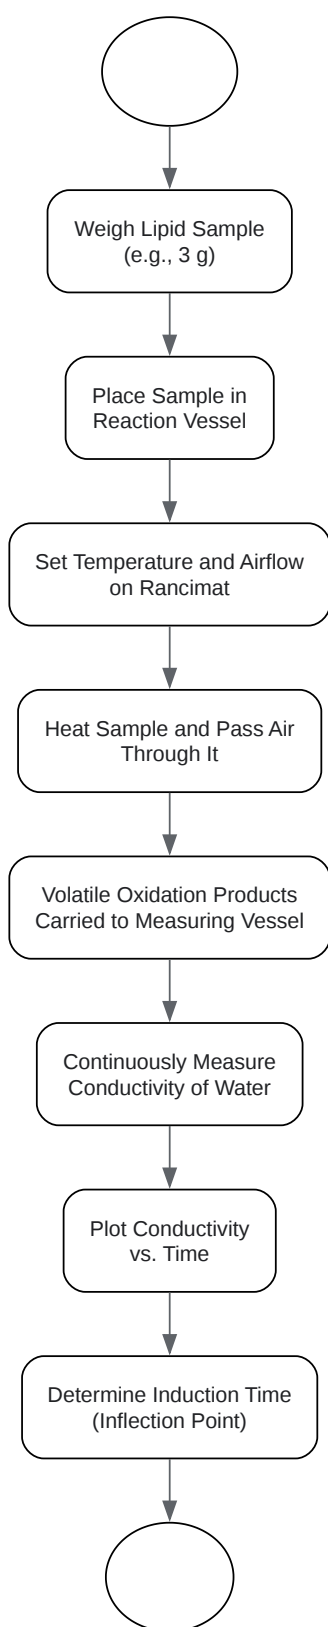 Weigh Lipid Sample
(e.g., 3 g)
Place Sample in
Reaction Vessel
Set Temperature and Airflow
on Rancimat
Heat Sample and Pass Air
Through It
Volatile Oxidation Products
Carried to Measuring Vessel
Continuously Measure
Conductivity of Water
Plot Conductivity
vs. Time
Determine Induction Time
(Inflection Point)